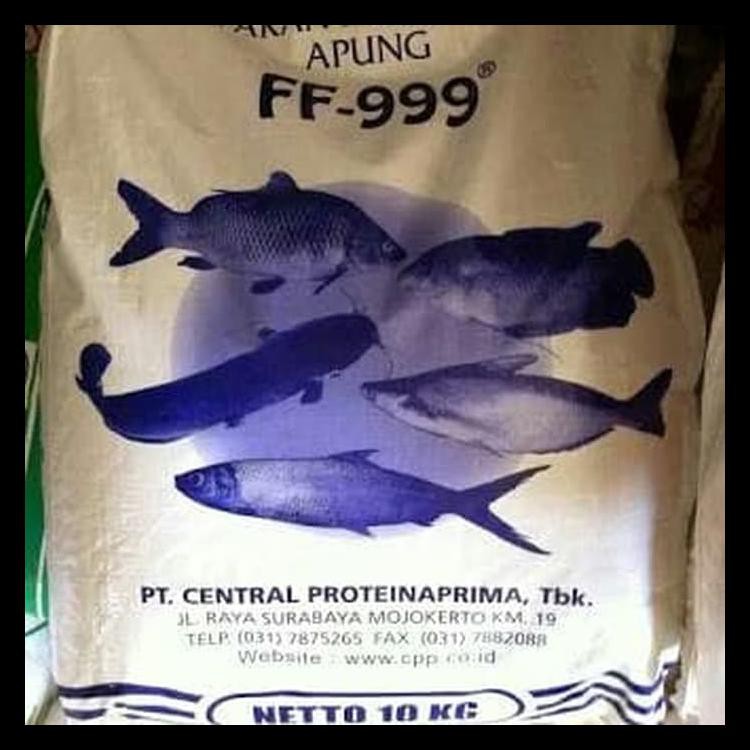 APUNG
FF-999®
PT. CENTRAL PROTEINAPRIMA, Tbk.
JL. RAYA SURABAYA MOJOKERTO KM. 19
TELP. (031) 7875265 FAX. (031) 7882088
Website : www.cpp.co.id
NETTO 10 KG